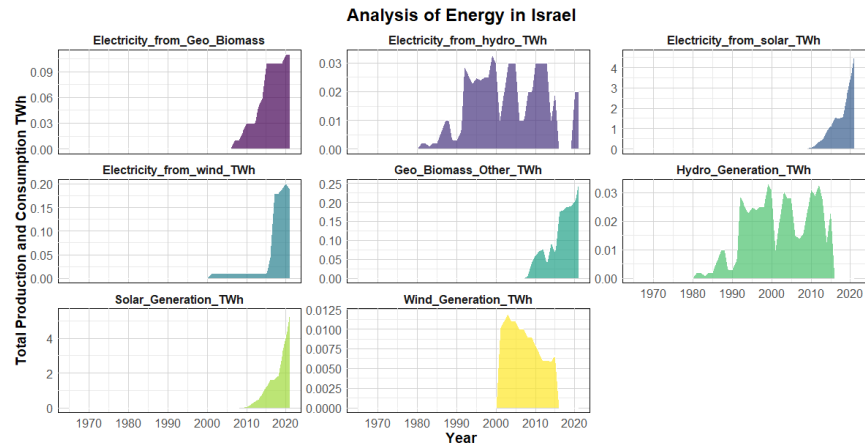 Analysis of Energy in Israel
Total Production and Consumption TWh
Electricity_from_Geo_Biomass
0.09
0.06
0.03
0.00
Electricity_from_hydro_TWh
0.03
0.02
0.01
0.00
Electricity_from_solar_TWh
4
3
2
1
0
Electricity_from_wind_TWh
0.20
0.15
0.10
0.05
0.00
Geo_Biomass_Other_TWh
0.25
0.20
0.15
0.10
0.05
0.00
Hydro_Generation_TWh
0.03
0.02
0.01
0.00
1970 1980 1990 2000 2010 2020
Solar_Generation_TWh
4
2
0
1970 1980 1990 2000 2010 2020
Wind_Generation_TWh
0.0125
0.0100
0.0075
0.0050
0.0025
0.0000
1970 1980 1990 2000 2010 2020
Year